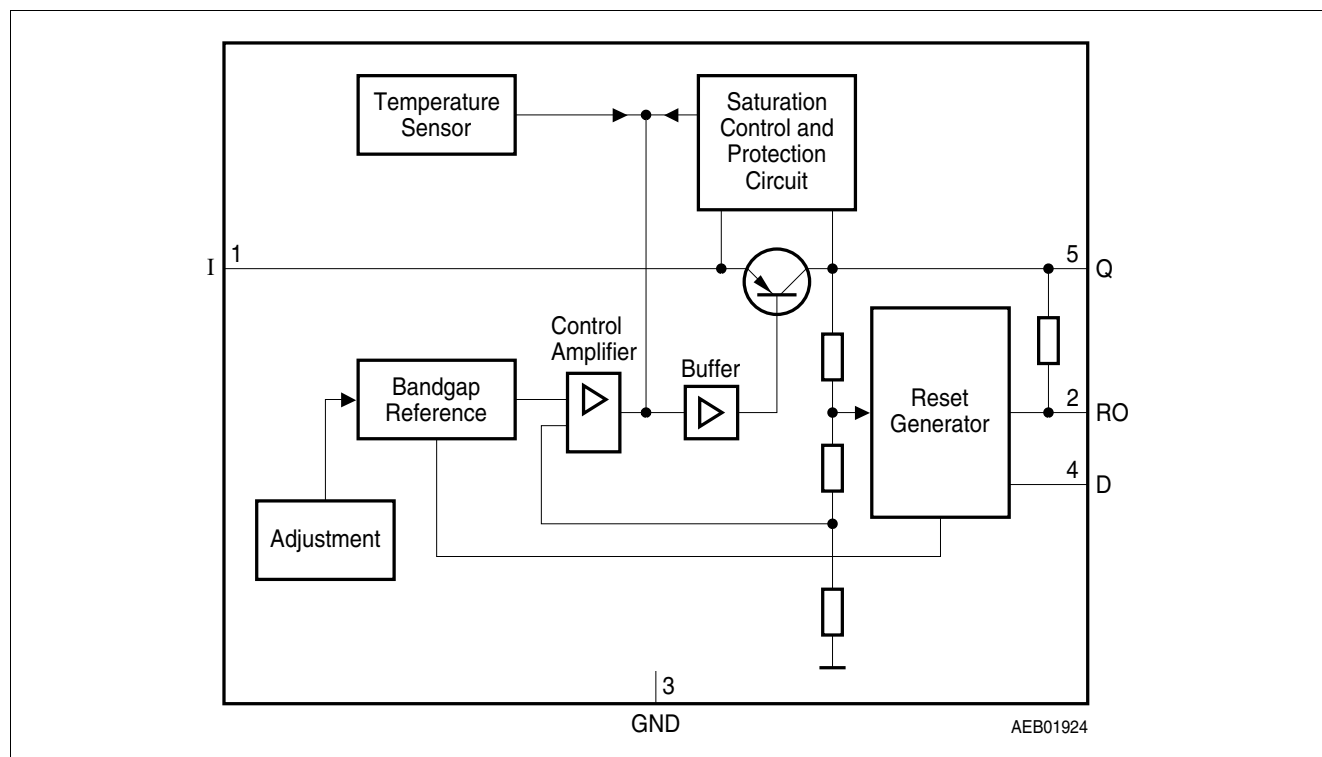 Temperature
Sensor
Saturation
Control and
Protection
Circuit
I
1
5
Q
Control
Amplifier
Buffer
Bandgap
Reference
Reset
Generator
2
RO
4
D
Adjustment
3
GND
AEB01924